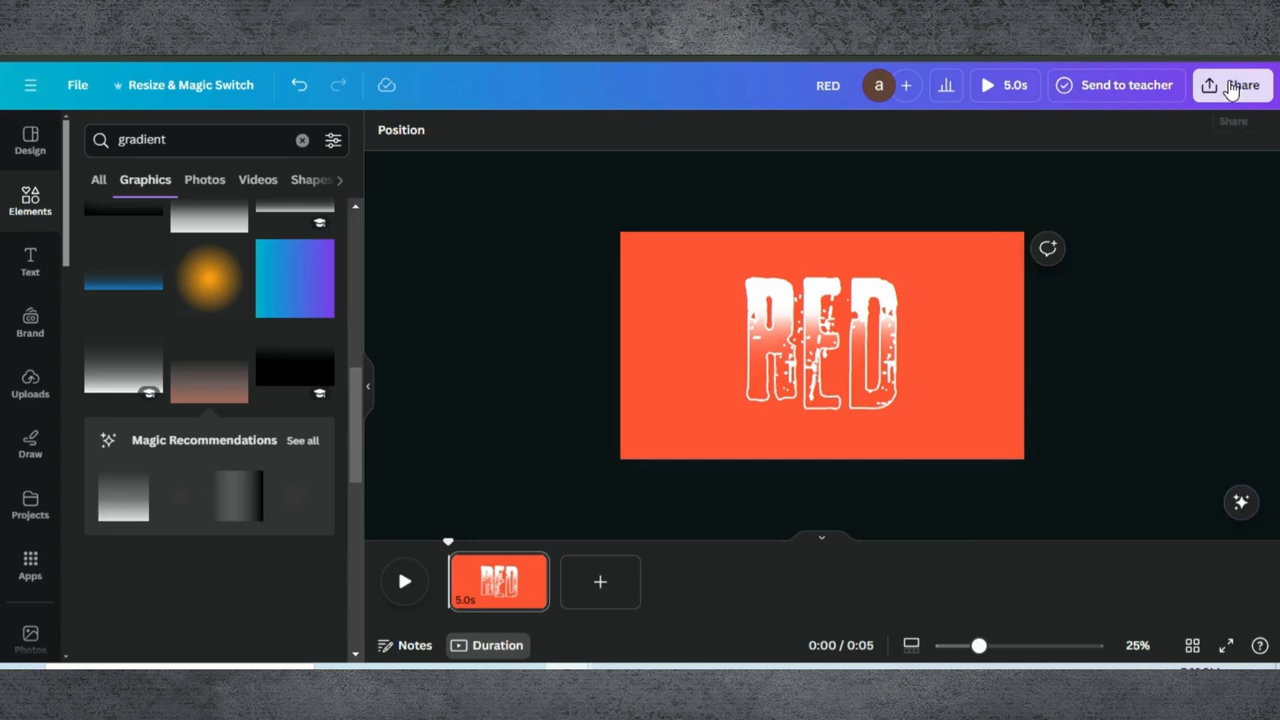 File
Resize & Magic Switch
RED
a
+
5.0s
Send to teacher
Share
Share
Design
Elements
Text
Brand
Uploads
Draw
Projects
Apps
Photos
gradient
All
Graphics
Photos
Videos
Shapes
Magic Recommendations
See all
Position
RED
RED
5.0s
+
Notes
Duration
0:00 / 0:05
25%